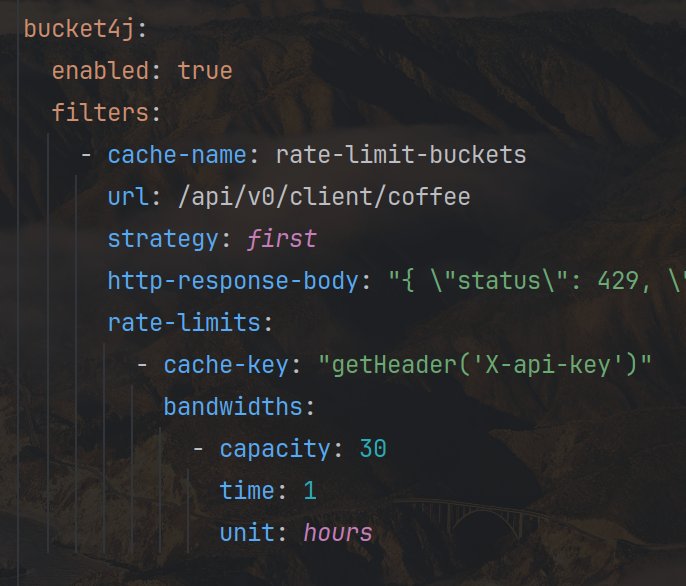 bucket4j:
  enabled: true
  filters:
    - cache-name: rate-limit-buckets
      url: /api/v0/client/coffee
      strategy: first
      http-response-body: "{ \"status\": 429, \"
      rate-limits:
        - cache-key: "getHeader('X-api-key')"
          bandwidths:
            - capacity: 30
              time: 1
              unit: hours